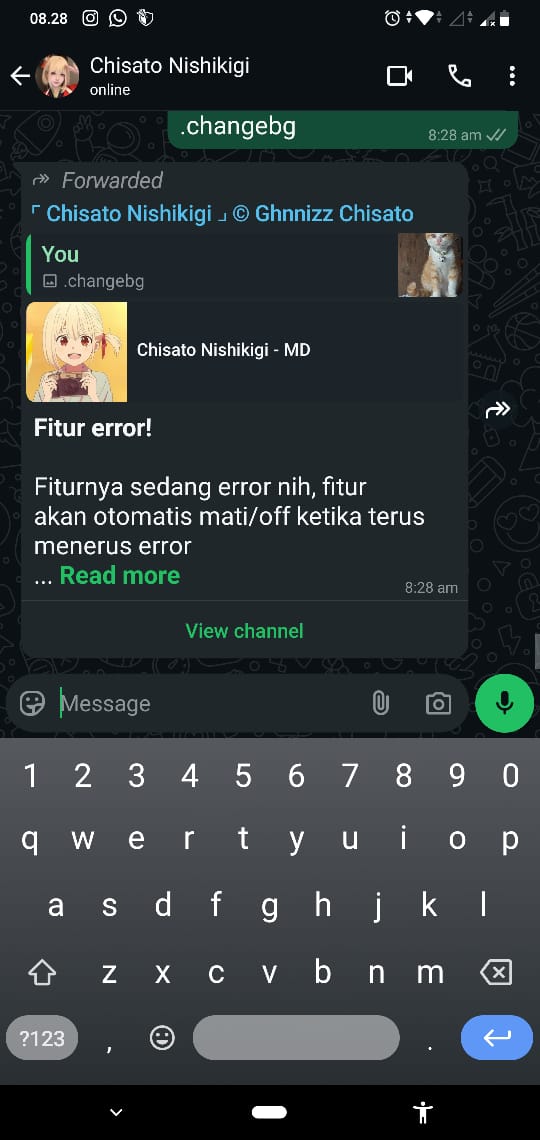 08.28
Chisato Nishikigi
online
.changebg
8:28 am
Forwarded
「 Chisato Nishikigi 」 © Ghnnizz Chisato
You
.changebg
Chisato Nishikigi - MD
Fitur error!
Fiturnya sedang error nih, fitur
akan otomatis mati/off ketika terus
menerus error
... Read more
8:28 am
View channel
Message
1 2 3 4 5 6 7 8 9 0
q w e r t y u i o p
a s d f g h j k l
z x c v b n m
?123 , .